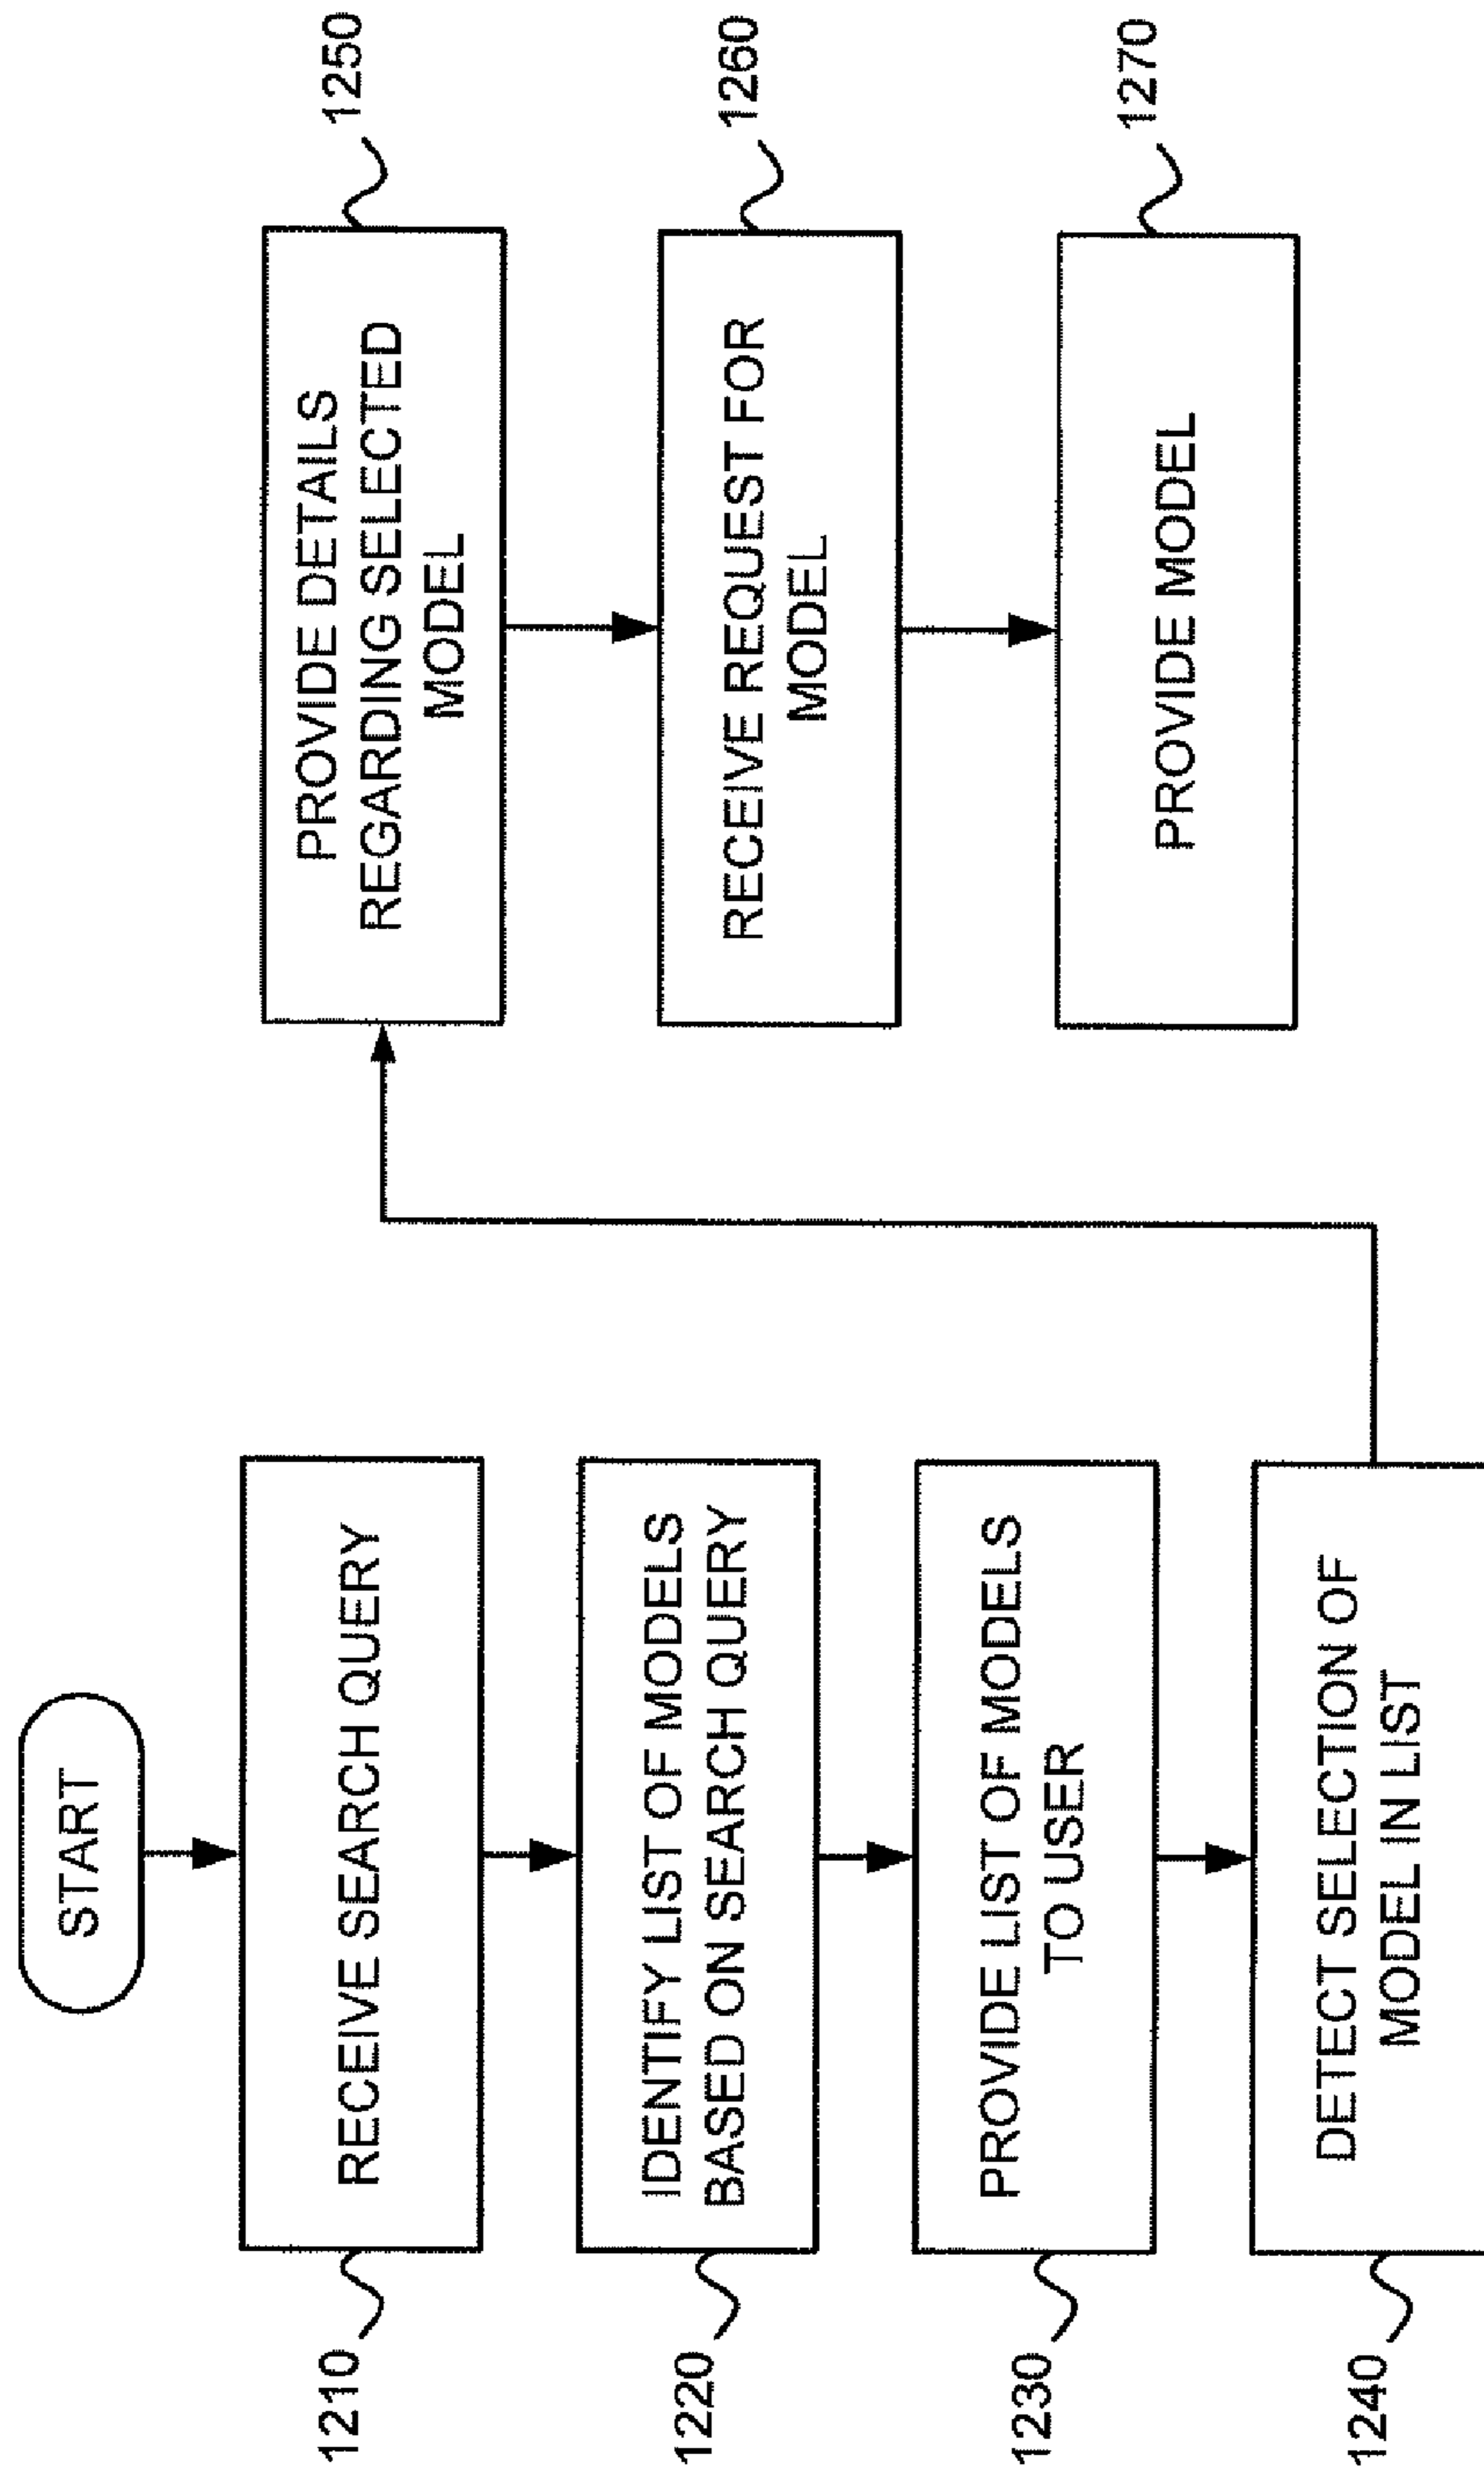 START
1210
RECEIVE SEARCH QUERY
1220
IDENTIFY LIST OF MODELS
BASED ON SEARCH QUERY
1230
PROVIDE LIST OF MODELS
TO USER
1240
DETECT SELECTION OF
MODEL IN LIST
PROVIDE DETAILS
REGARDING SELECTED
MODEL
1250
RECEIVE REQUEST FOR
MODEL
1260
PROVIDE MODEL
1270